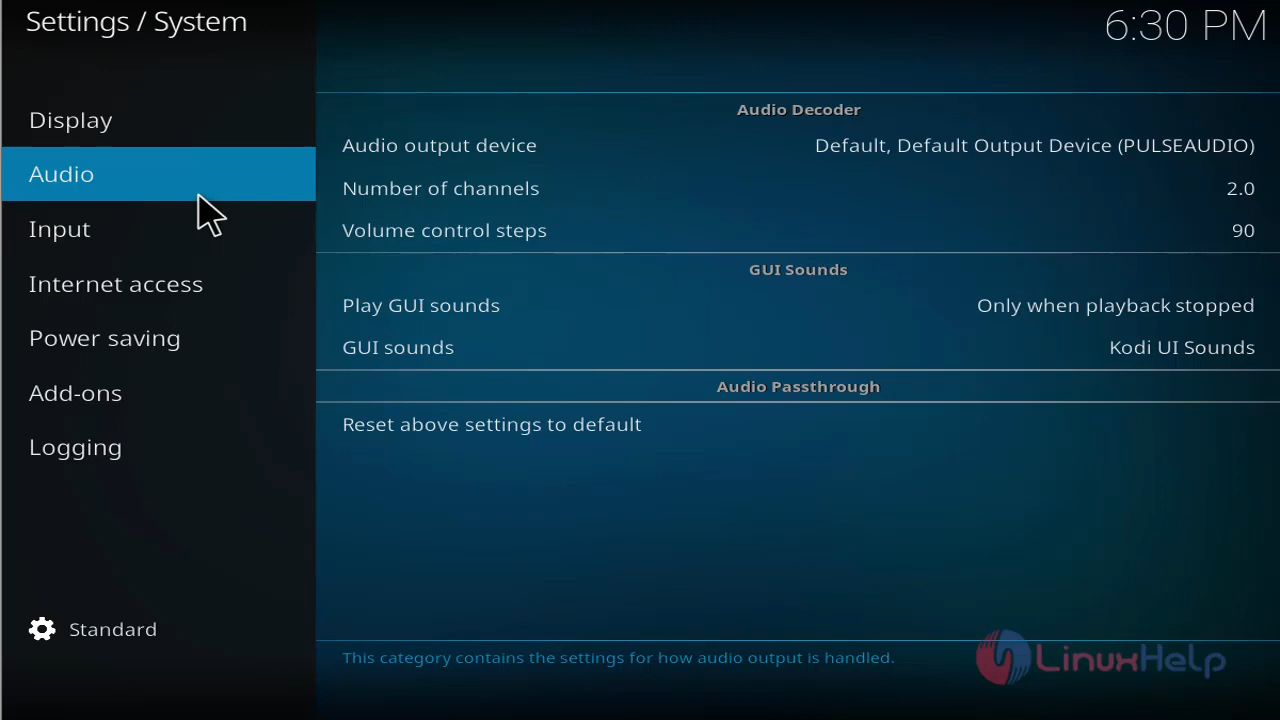 Settings / System
6:30 PM
Display
Audio
Input
Internet access
Power saving
Add-ons
Logging
Standard
Audio Decoder
Audio output device Default, Default Output Device (PULSEAUDIO)
Number of channels 2.0
Volume control steps 90
GUI Sounds
Play GUI sounds Only when playback stopped
GUI sounds Kodi UI Sounds
Audio Passthrough
Reset above settings to default
This category contains the settings for how audio output is handled.
LinuxHelp